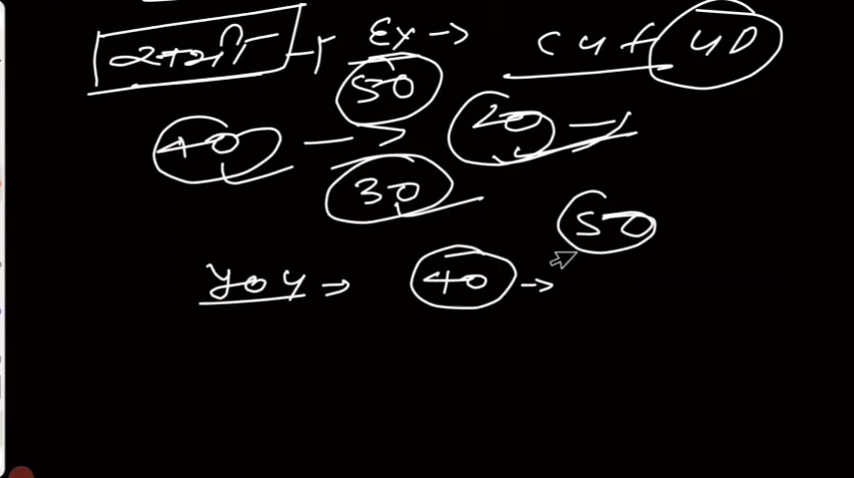 Ex → cut 40
50
40 → 20 →
30
50
yoy ⇒ 40 →